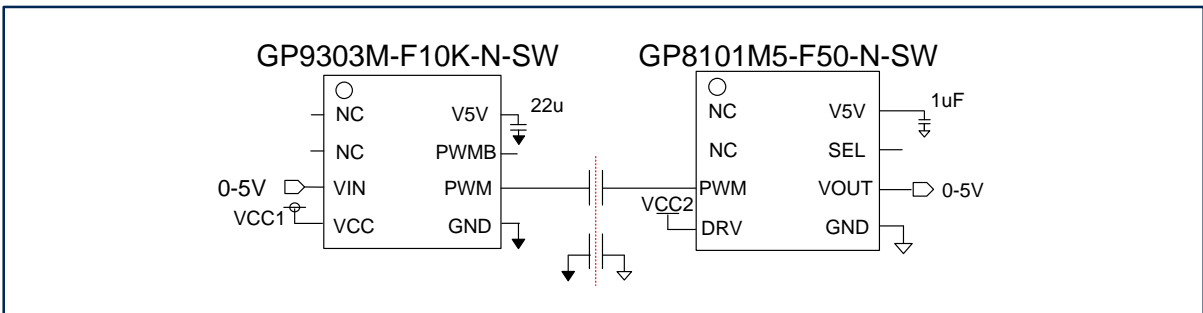 GP9303M-F10K-N-SW
GP8101M5-F50-N-SW
NC
V5V
22u
NC
PWMB
0-5V
VIN
PWM
VCC1
VCC
GND
NC
V5V
1uF
NC
SEL
PWM
VOUT
0-5V
VCC2
DRV
GND